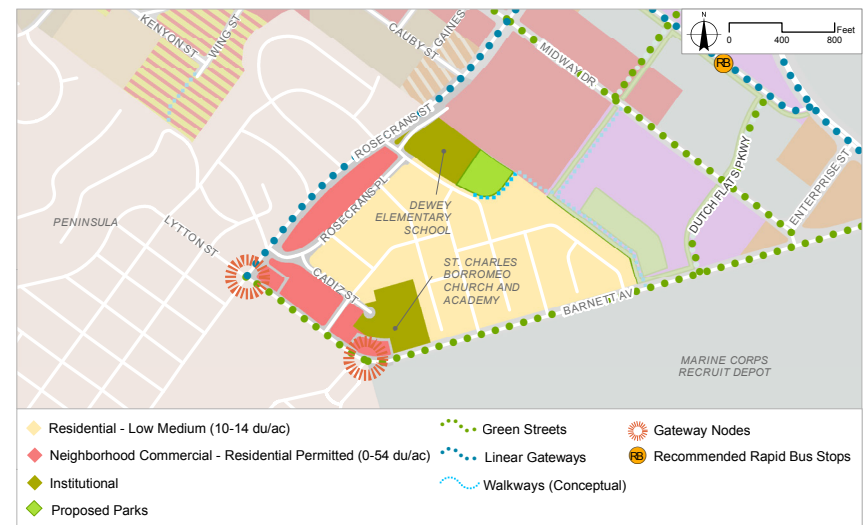 KENYON ST
WING ST
CAUBY ST
GAINES
MIDWAY DR
N
0 400 800
Feet
RB
ROSECRANS ST
DUTCH FLATS PKWY
ENTERPRISE ST
ROSECRANS PL
DEWEY
ELEMENTARY
SCHOOL
PENINSULA
LYTTON ST
CADIZ ST
ST. CHARLES
BORROMEO
CHURCH AND
ACADEMY
BARNETT AV
MARINE CORPS
RECRUIT DEPOT
Residential - Low Medium (10-14 du/ac)
Neighborhood Commercial - Residential Permitted (0-54 du/ac)
Institutional
Proposed Parks
Green Streets
Linear Gateways
Walkways (Conceptual)
Gateway Nodes
RB Recommended Rapid Bus Stops